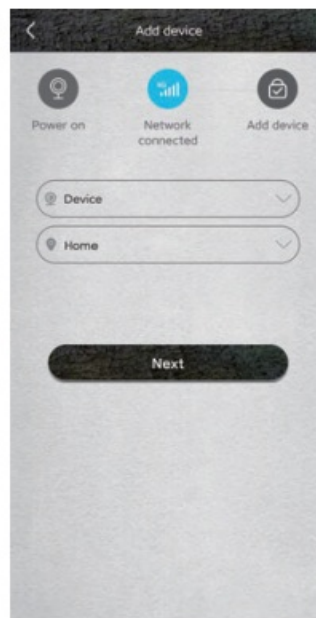 Add device
Power on
Network
connected
Add device
Device
Home
Next